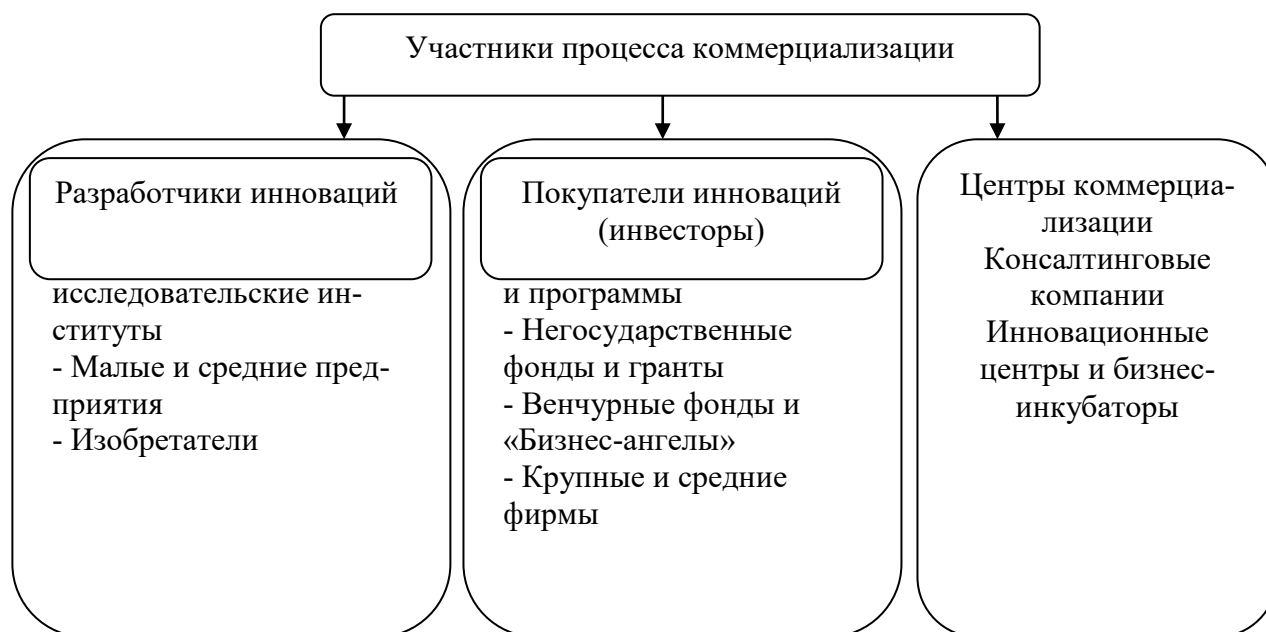 Участники процесса коммерциализации
Разработчики инноваций
исследовательские ин-
ституты
- Малые и средние пред-
приятия
- Изобретатели
Покупатели инноваций
(инвесторы)
и программы
- Негосударственные
фонды и гранты
- Венчурные фонды и
«Бизнес-ангелы»
- Крупные и средние
фирмы
Центры коммерциа-
лизации
Консалтинговые
компании
Инновационные
центры и бизнес-
инкубаторы